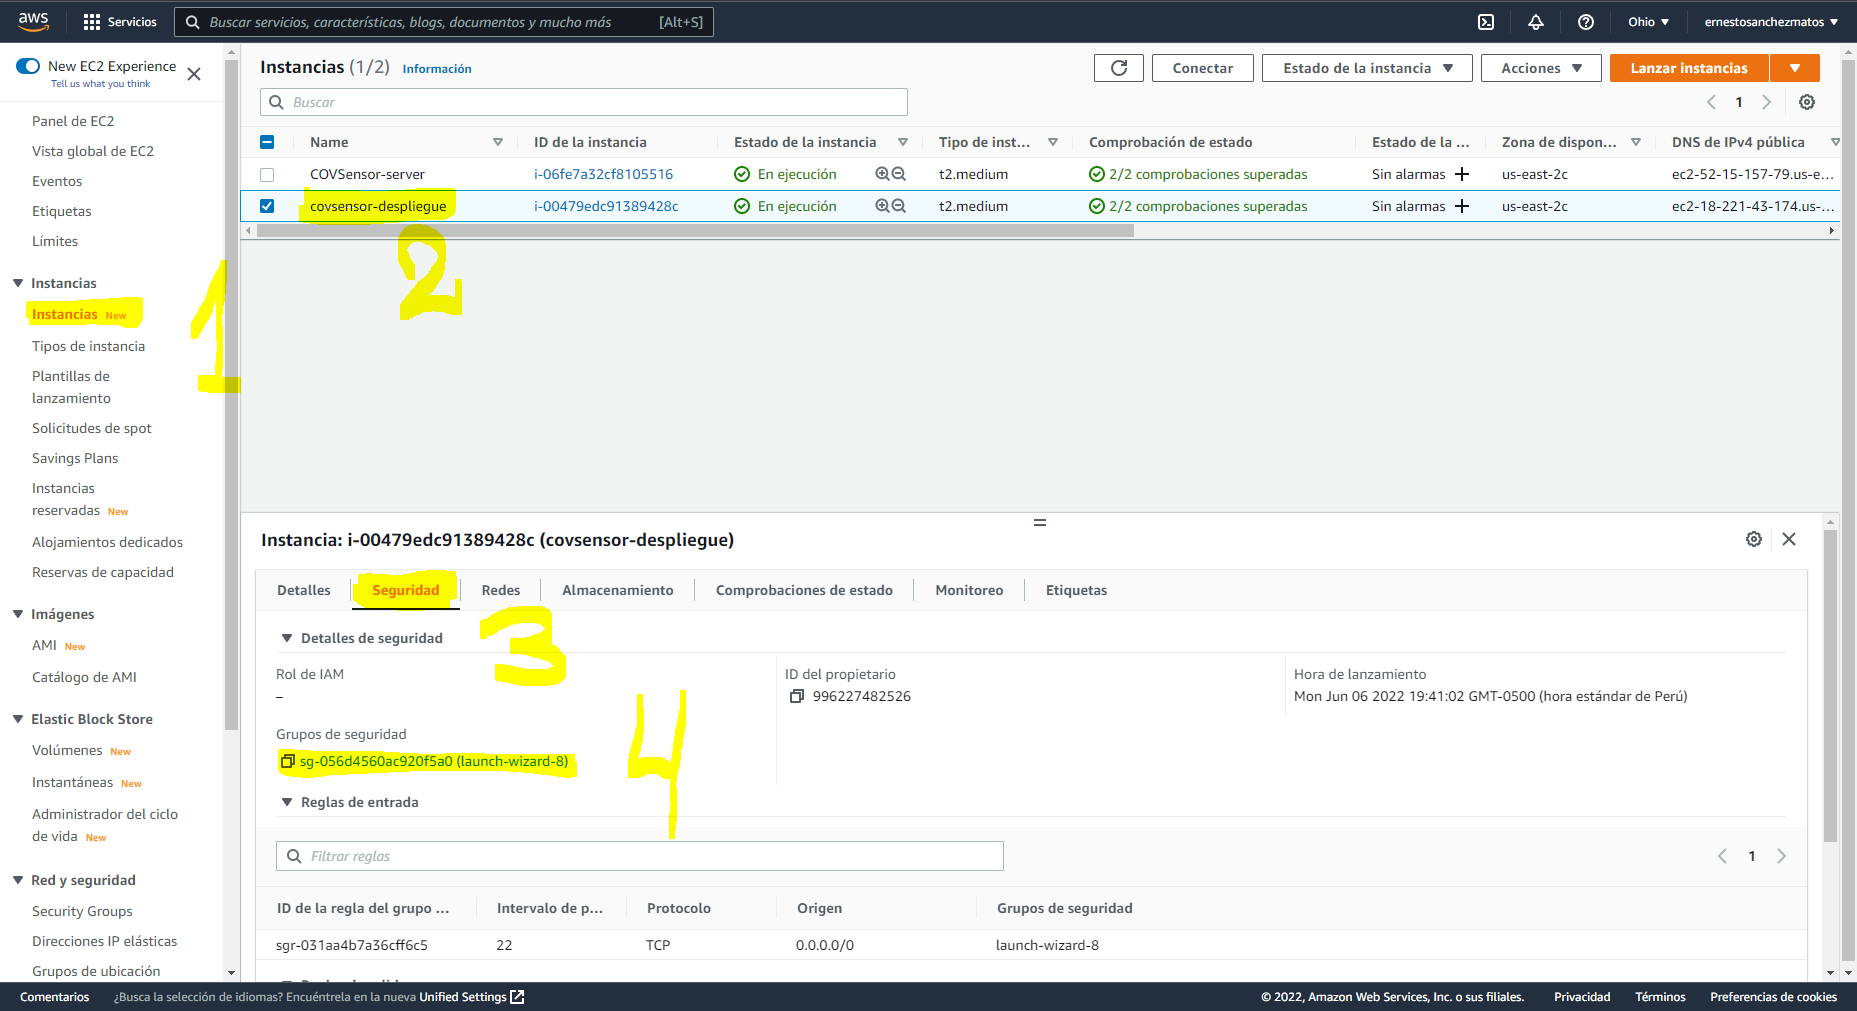 aws
Servicios
Buscar servicios, características, blogs, documentos y mucho más [Alt+S]
Ohio ▼
ernestosanchezmatos ▼
New EC2 Experience
Tell us what you think
Panel de EC2
Vista global de EC2
Eventos
Etiquetas
Límites
Instancias
Instancias New
Tipos de instancia
Plantillas de
lanzamiento
Solicitudes de spot
Savings Plans
Instancias
reservadas New
Alojamientos dedicados
Reservas de capacidad
Imágenes
AMI New
Catálogo de AMI
Elastic Block Store
Volúmenes New
Instantáneas New
Administrador del ciclo
de vida New
Red y seguridad
Security Groups
Direcciones IP elásticas
Grupos de ubicación
1
Instancias (1/2) Información
Conectar
Estado de la instancia ▼
Acciones ▼
Lanzar instancias
Buscar
1
Name ID de la instancia Estado de la instancia Tipo de inst... Comprobación de estado Estado de la ... Zona de dispon... DNS de IPv4 pública
COVSensor-server i-06fe7a32cf8105516 En ejecución t2.medium 2/2 comprobaciones superadas Sin alarmas + us-east-2c ec2-52-15-157-79.us-e...
covsensor-despliegue i-00479edc91389428c En ejecución t2.medium 2/2 comprobaciones superadas Sin alarmas + us-east-2c ec2-18-221-43-174.us-...
2
Instancia: i-00479edc91389428c (covsensor-despliegue)
Detalles Seguridad Redes Almacenamiento Comprobaciones de estado Monitoreo Etiquetas
3
Detalles de seguridad
Rol de IAM
–
ID del propietario
996227482526
Hora de lanzamiento
Mon Jun 06 2022 19:41:02 GMT-0500 (hora estándar de Perú)
Grupos de seguridad
sg-056d4560ac920f5a0 (launch-wizard-8)
4
Reglas de entrada
Filtrar reglas
1
ID de la regla del grupo ... Intervalo de p... Protocolo Origen Grupos de seguridad
sgr-031aa4b7a36cff6c5 22 TCP 0.0.0.0/0 launch-wizard-8
Comentarios
¿Busca la selección de idiomas? Encuéntrela en la nueva Unified Settings
© 2022, Amazon Web Services, Inc. o sus filiales.
Privacidad
Términos
Preferencias de cookies